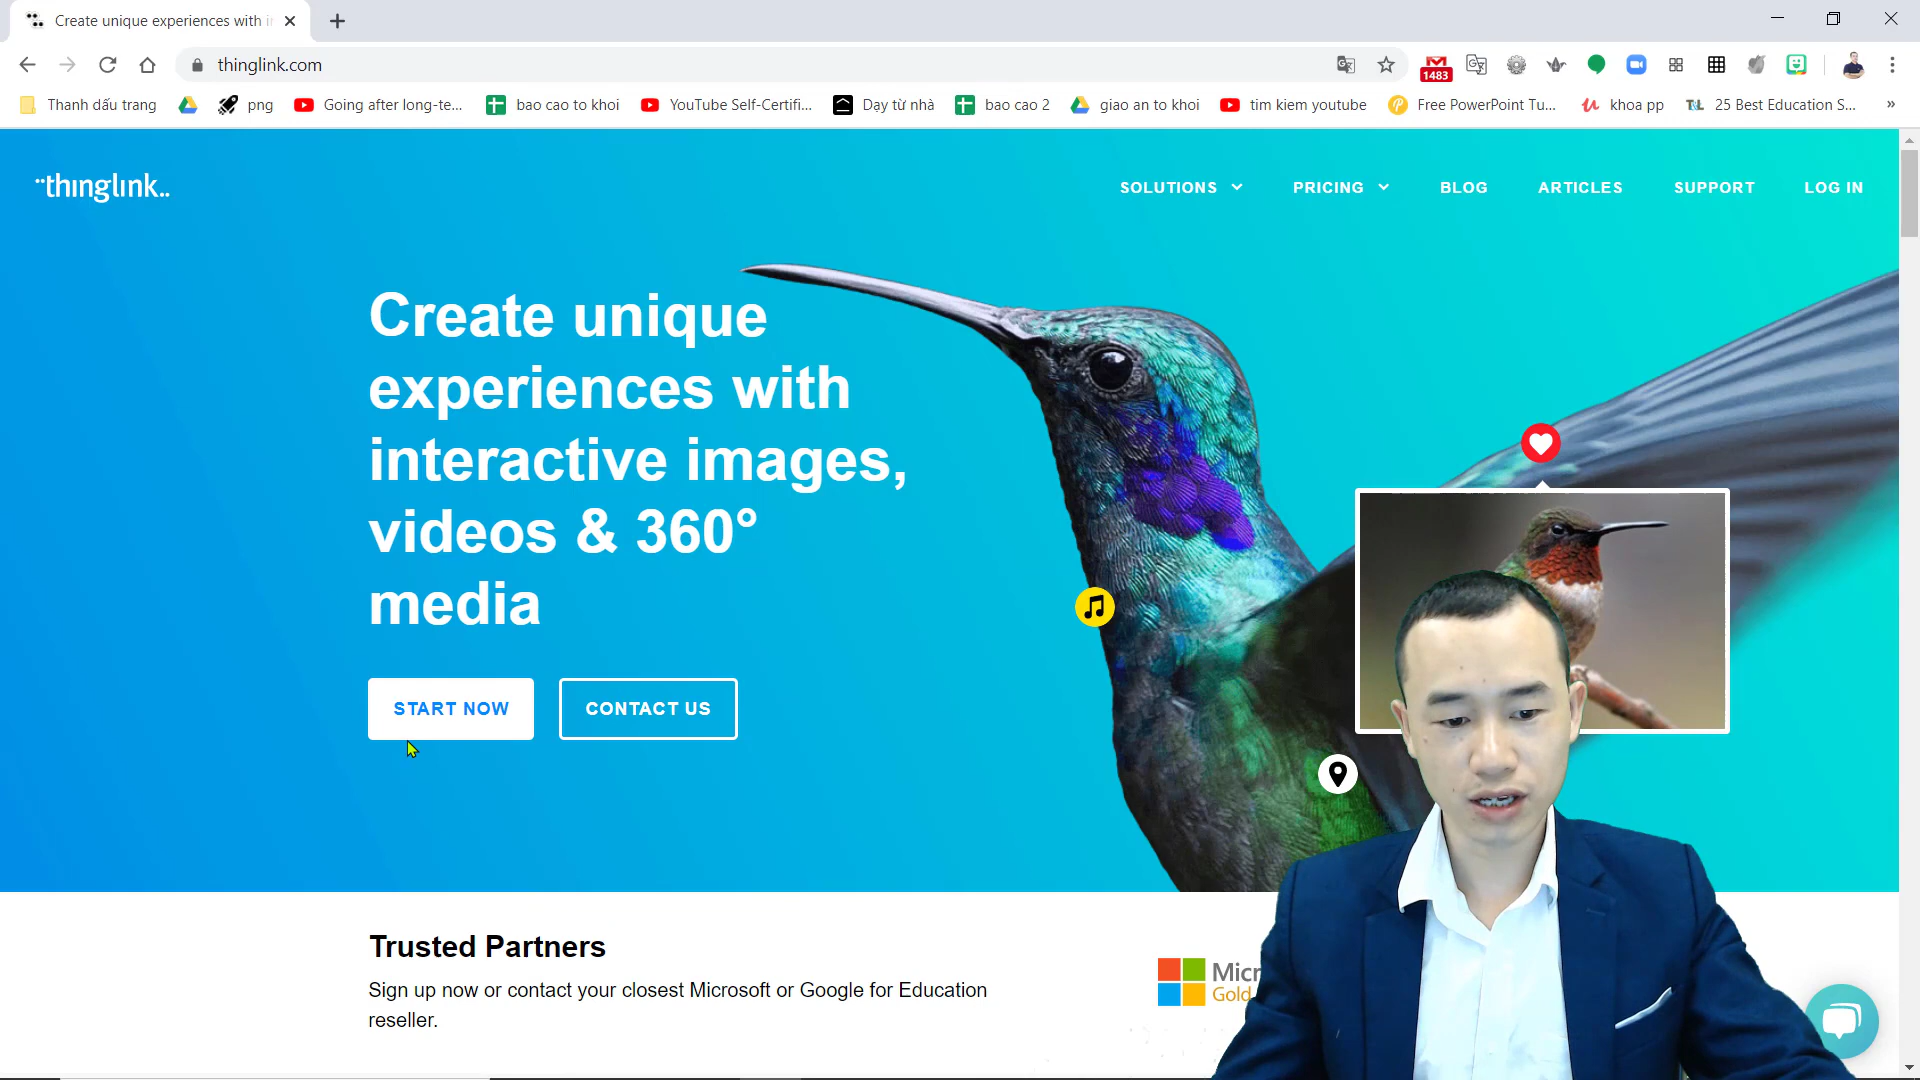 Create unique experiences with i
thinglink.com
1483
Thanh dấu trang
png
Going after long-te...
bao cao to khoi
YouTube Self-Certifi...
Dạy từ nhà
bao cao 2
giao an to khoi
tim kiem youtube
Free PowerPoint Tu...
khoa pp
T&L
25 Best Education S...
»
thinglink..
SOLUTIONS
PRICING
BLOG
ARTICLES
SUPPORT
LOG IN
Create unique
experiences with
interactive images,
videos & 360°
media
START NOW
CONTACT US
Trusted Partners
Sign up now or contact your closest Microsoft or Google for Education
reseller.
Micr
Gold